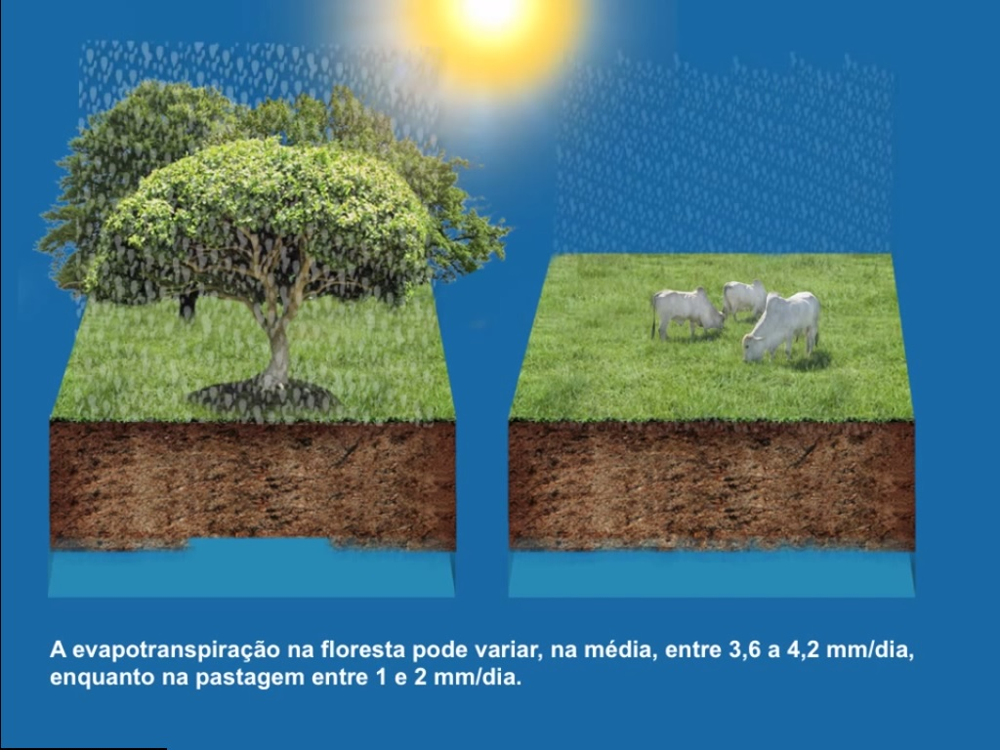 A evapotranspiração na floresta pode variar, na média, entre 3,6 a 4,2 mm/dia,
enquanto na pastagem entre 1 e 2 mm/dia.